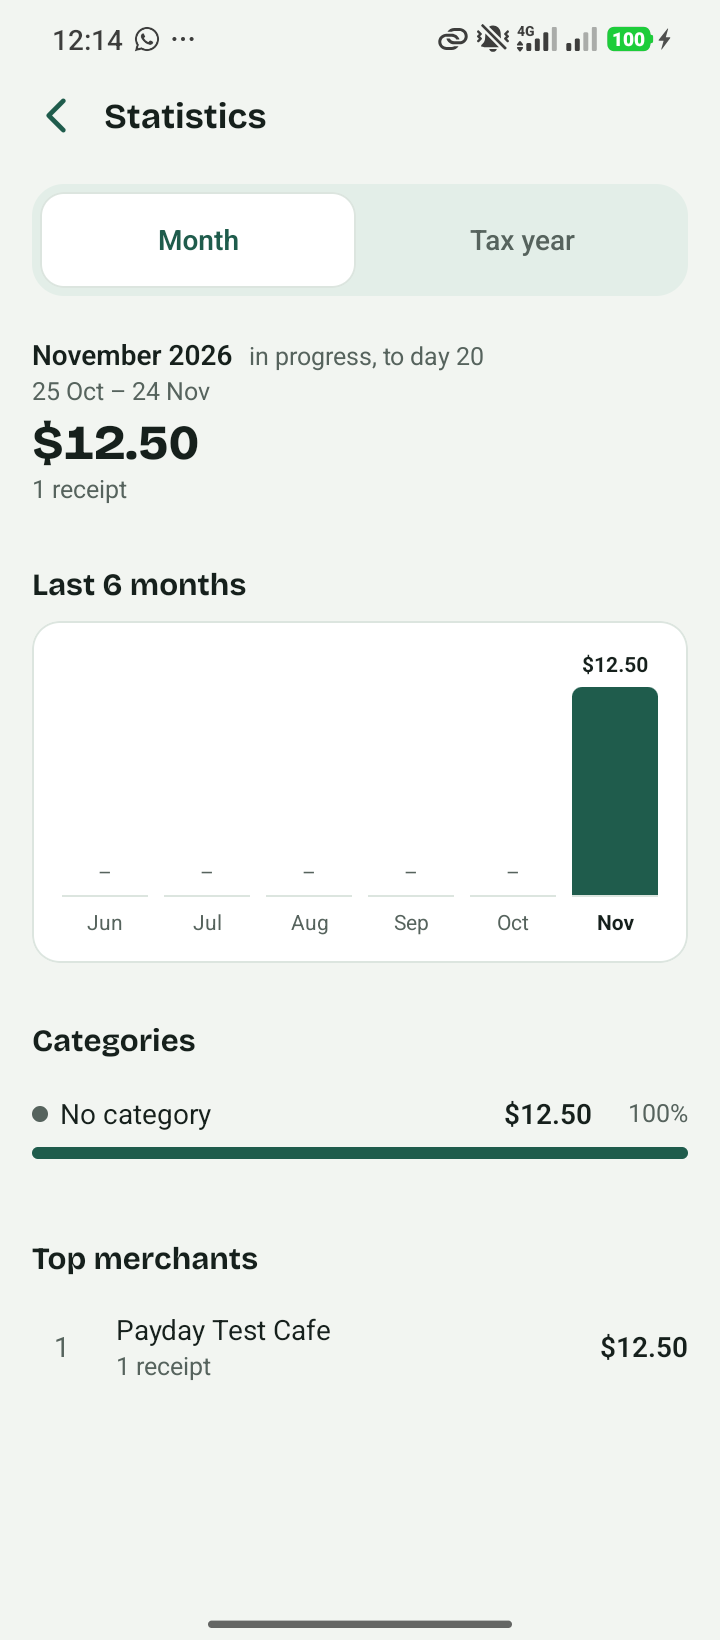 12:14
4G
100
Statistics
Month
Tax year
November 2026 in progress, to day 20
25 Oct – 24 Nov
$12.50
1 receipt
Last 6 months
$12.50
– – – – –
Jun Jul Aug Sep Oct Nov
Categories
No category $12.50 100%
Top merchants
1 Payday Test Cafe $12.50
1 receipt